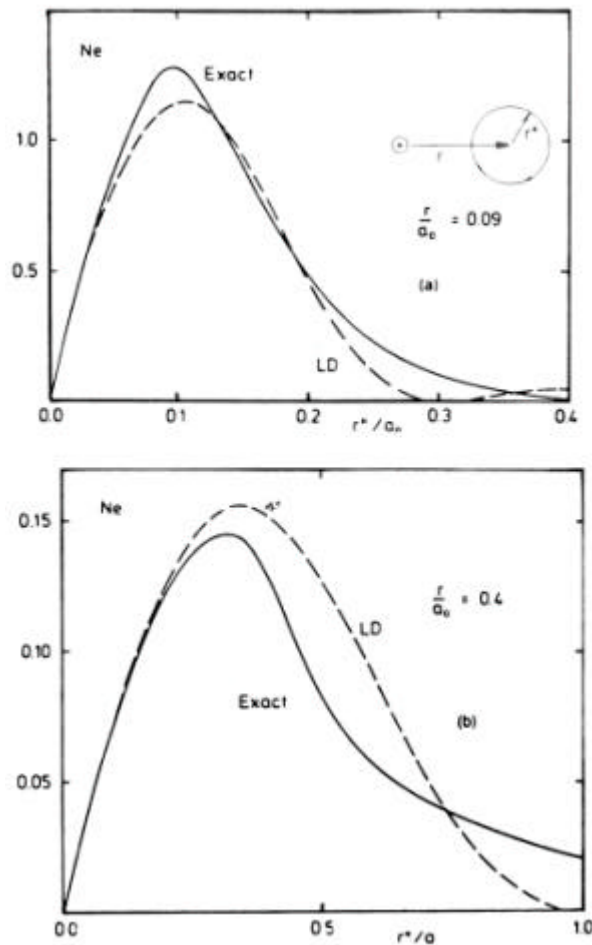 Ne
Exact
1.0
r"
r
r/a₀ = 0.09
0.5
(a)
LD
0.0 0.1 0.2 0.3 0.4
r"/a₀
Ne
0.15
r/a₀ = 0.4
LD
0.10
Exact
(b)
0.05
0.0 0.5 1.0
r"/a